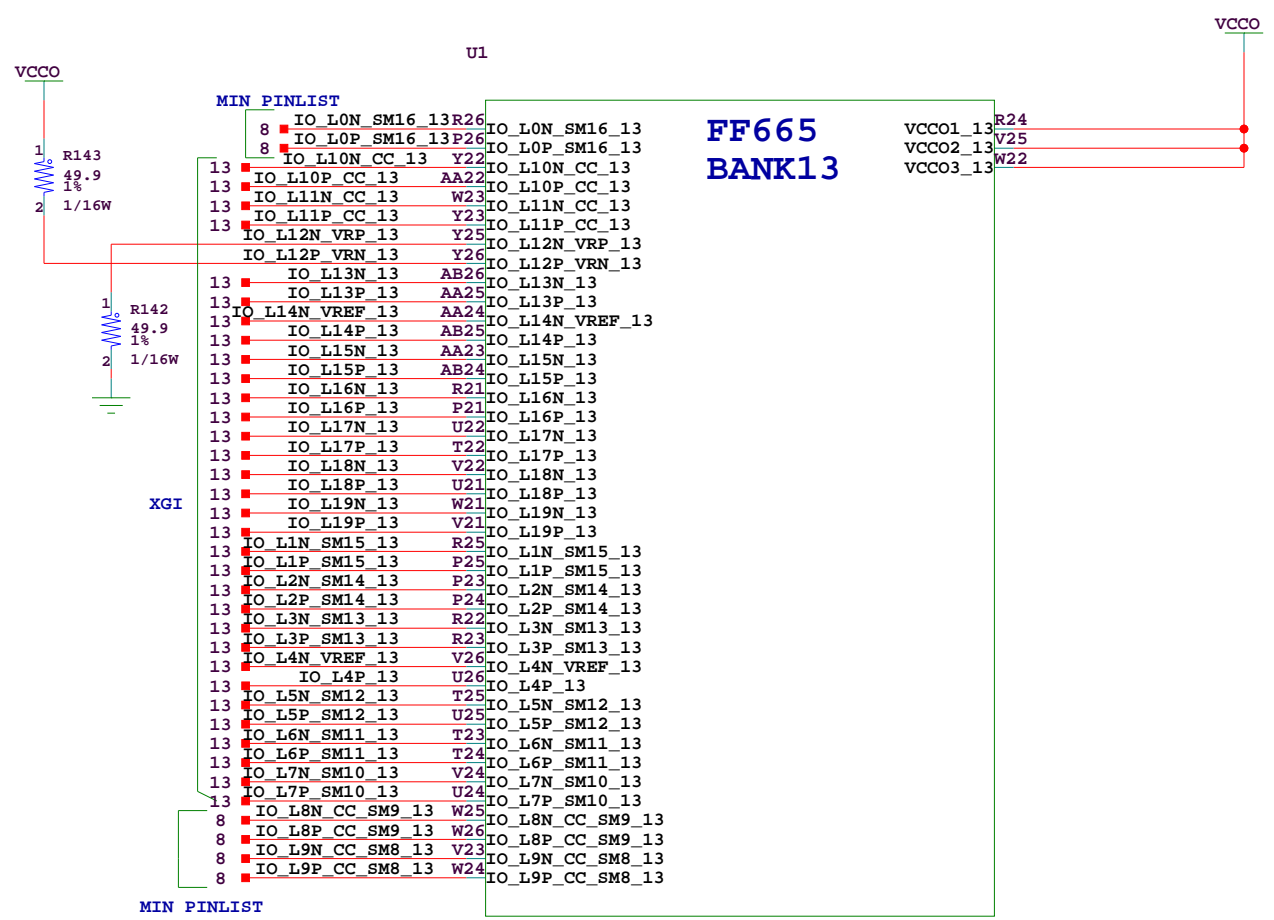 VCCO
U1
VCCO
MIN PINLIST
IO_L0N_SM16_13 R26 IO_L0N_SM16_13 FF665 VCCO1_13 R24
8
IO_L0P_SM16_13 P26 IO_L0P_SM16_13 VCCO2_13 V25
8
IO_L10N_CC_13 Y22 IO_L10N_CC_13 BANK13 VCCO3_13 W22
13
IO_L10P_CC_13 AA22 IO_L10P_CC_13
13
IO_L11N_CC_13 W23 IO_L11N_CC_13
13
IO_L11P_CC_13 Y23 IO_L11P_CC_13
13
IO_L12N_VRP_13 Y25 IO_L12N_VRP_13
IO_L12P_VRN_13 Y26 IO_L12P_VRN_13
1
R143
49.9
1%
1/16W
2
IO_L13N_13 AB26 IO_L13N_13
13
IO_L13P_13 AA25 IO_L13P_13
13
IO_L14N_VREF_13 AA24 IO_L14N_VREF_13
13
IO_L14P_13 AB25 IO_L14P_13
13
IO_L15N_13 AA23 IO_L15N_13
13
IO_L15P_13 AB24 IO_L15P_13
13
1
R142
49.9
1%
1/16W
2
IO_L16N_13 R21 IO_L16N_13
13
IO_L16P_13 P21 IO_L16P_13
13
IO_L17N_13 U22 IO_L17N_13
13
IO_L17P_13 T22 IO_L17P_13
13
IO_L18N_13 V22 IO_L18N_13
13
IO_L18P_13 U21 IO_L18P_13
13
XGI
IO_L19N_13 W21 IO_L19N_13
13
IO_L19P_13 V21 IO_L19P_13
13
IO_L1N_SM15_13 R25 IO_L1N_SM15_13
13
IO_L1P_SM15_13 P25 IO_L1P_SM15_13
13
IO_L2N_SM14_13 P23 IO_L2N_SM14_13
13
IO_L2P_SM14_13 P24 IO_L2P_SM14_13
13
IO_L3N_SM13_13 R22 IO_L3N_SM13_13
13
IO_L3P_SM13_13 R23 IO_L3P_SM13_13
13
IO_L4N_VREF_13 V26 IO_L4N_VREF_13
13
IO_L4P_13 U26 IO_L4P_13
13
IO_L5N_SM12_13 T25 IO_L5N_SM12_13
13
IO_L5P_SM12_13 U25 IO_L5P_SM12_13
13
IO_L6N_SM11_13 T23 IO_L6N_SM11_13
13
IO_L6P_SM11_13 T24 IO_L6P_SM11_13
13
IO_L7N_SM10_13 V24 IO_L7N_SM10_13
13
IO_L7P_SM10_13 U24 IO_L7P_SM10_13
13
IO_L8N_CC_SM9_13 W25 IO_L8N_CC_SM9_13
8
IO_L8P_CC_SM9_13 W26 IO_L8P_CC_SM9_13
8
IO_L9N_CC_SM8_13 V23 IO_L9N_CC_SM8_13
8
IO_L9P_CC_SM8_13 W24 IO_L9P_CC_SM8_13
8
MIN PINLIST